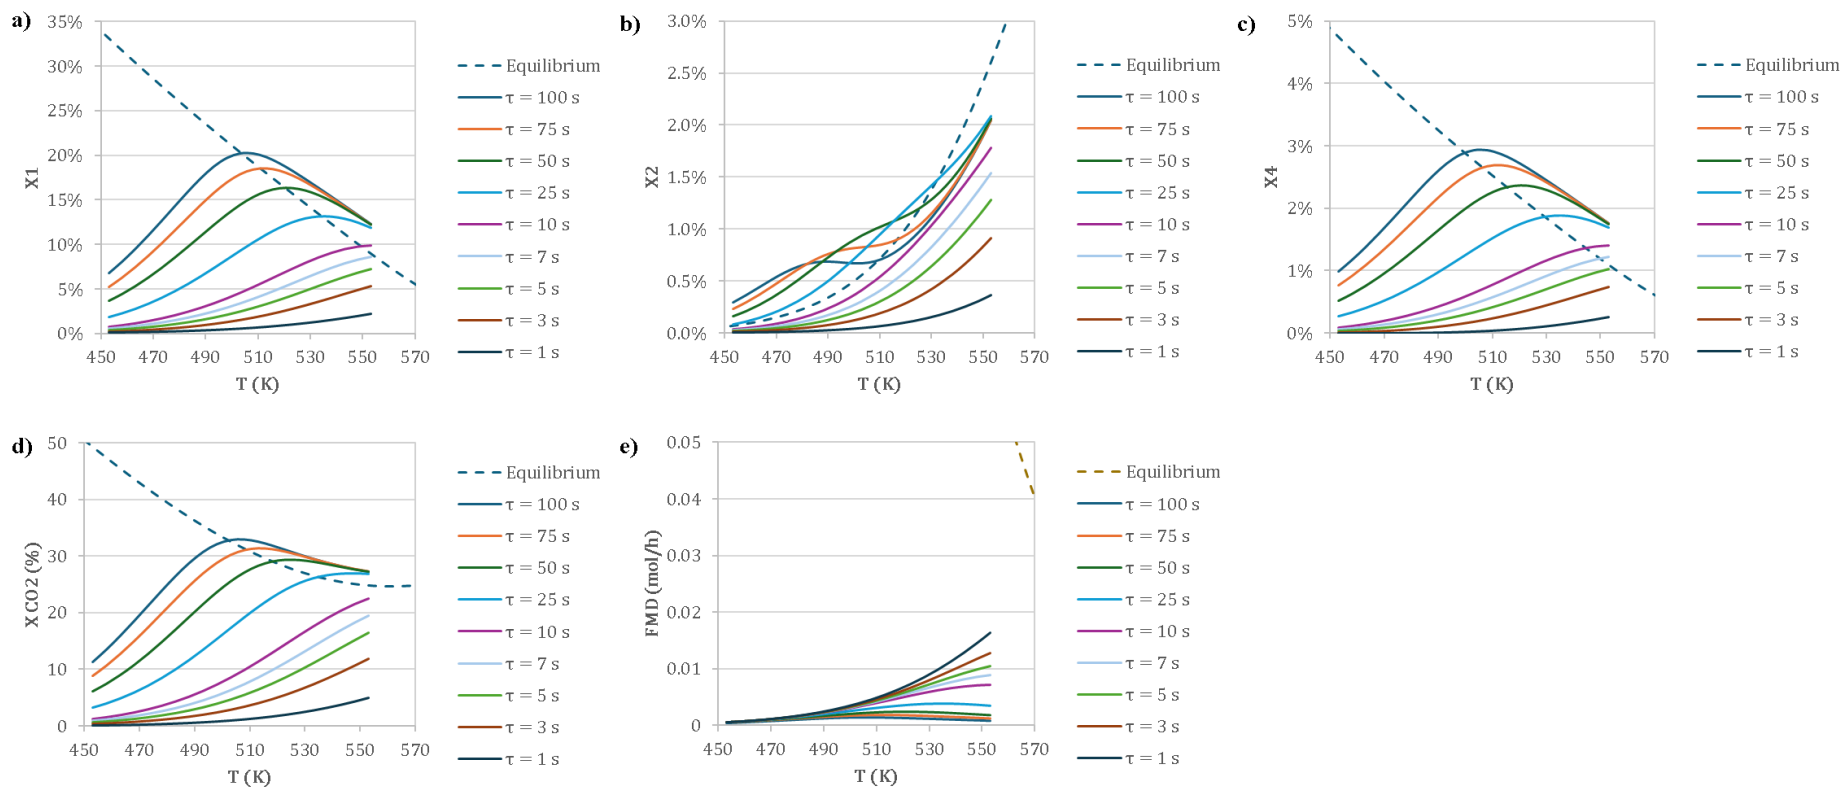 a)
35%
30%
25%
20%
15%
10%
5%
0%
X1
450 470 490 510 530 550 570
T (K)
Equilibrium
τ = 100 s
τ = 75 s
τ = 50 s
τ = 25 s
τ = 10 s
τ = 7 s
τ = 5 s
τ = 3 s
τ = 1 s
b)
3.0%
2.5%
2.0%
1.5%
1.0%
0.5%
0.0%
X2
450 470 490 510 530 550 570
T (K)
Equilibrium
τ = 100 s
τ = 75 s
τ = 50 s
τ = 25 s
τ = 10 s
τ = 7 s
τ = 5 s
τ = 3 s
τ = 1 s
c)
5%
4%
3%
2%
1%
0%
X4
450 470 490 510 530 550 570
T (K)
Equilibrium
τ = 100 s
τ = 75 s
τ = 50 s
τ = 25 s
τ = 10 s
τ = 7 s
τ = 5 s
τ = 3 s
τ = 1 s
d)
50
40
30
20
10
0
XCO2 (%)
450 470 490 510 530 550 570
T (K)
Equilibrium
τ = 100 s
τ = 75 s
τ = 50 s
τ = 25 s
τ = 10 s
τ = 7 s
τ = 5 s
τ = 3 s
τ = 1 s
e)
0.05
0.04
0.03
0.02
0.01
0
FMD (mol/h)
450 470 490 510 530 550 570
T (K)
Equilibrium
τ = 100 s
τ = 75 s
τ = 50 s
τ = 25 s
τ = 10 s
τ = 7 s
τ = 5 s
τ = 3 s
τ = 1 s